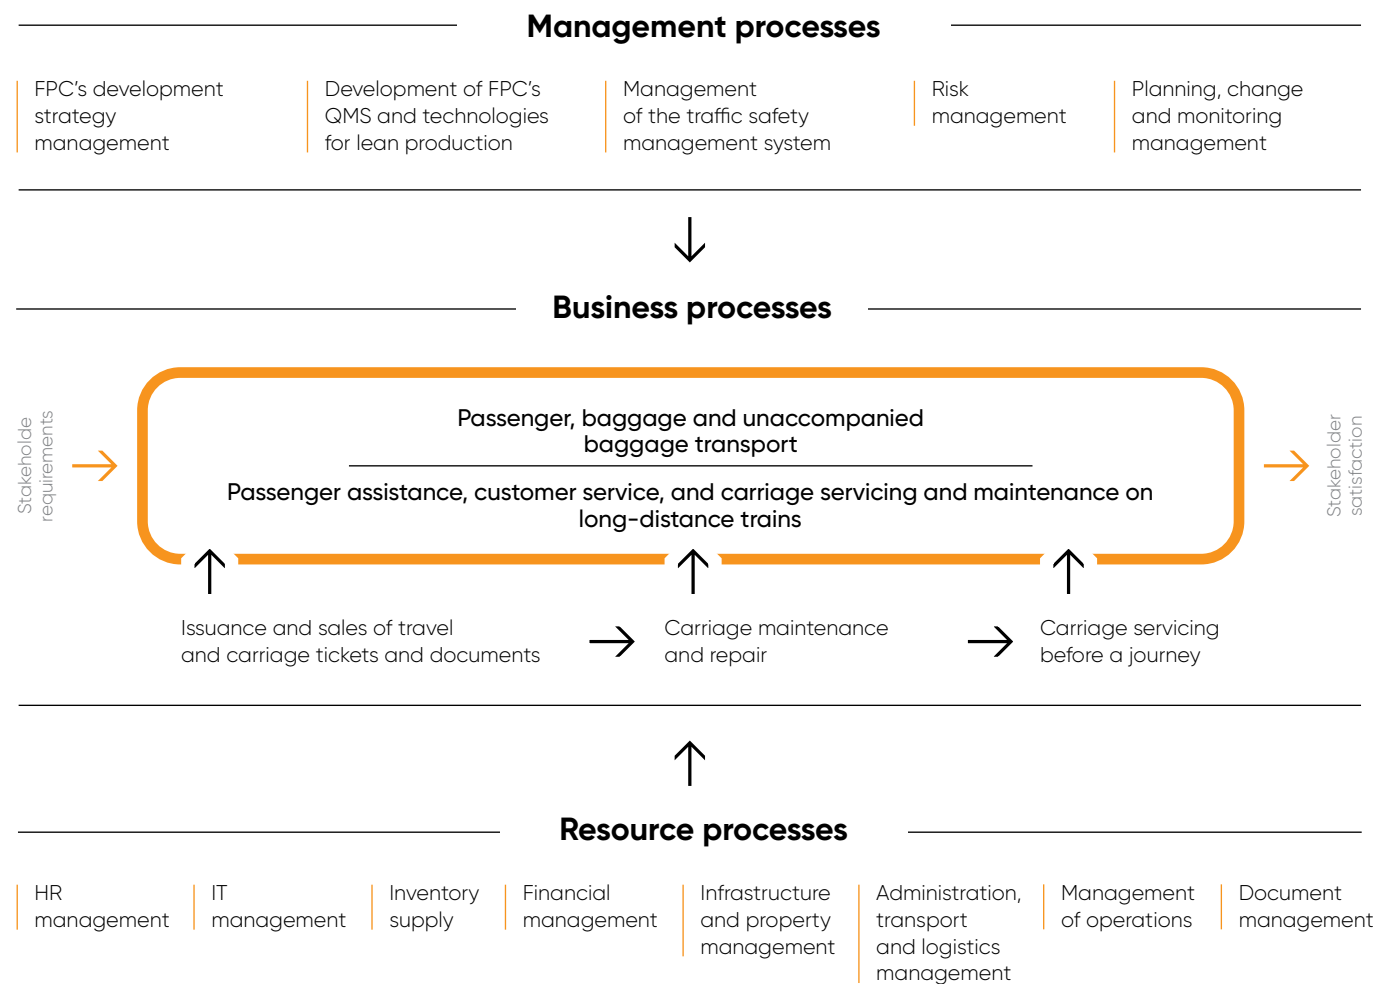 Management processes
FPC’s development
strategy
management
Development of FPC’s
QMS and technologies
for lean production
Management
of the traffic safety
management system
Risk
management
Planning, change
and monitoring
management
Business processes
Stakeholde
requirements
Passenger, baggage and unaccompanied
baggage transport
Passenger assistance, customer service, and carriage servicing and maintenance on
long-distance trains
Stakeholder
satisfaction
Issuance and sales of travel
and carriage tickets and documents
Carriage maintenance
and repair
Carriage servicing
before a journey
Resource processes
HR
management
IT
management
Inventory
supply
Financial
management
Infrastructure
and property
management
Administration,
transport
and logistics
management
Management
of operations
Document
management